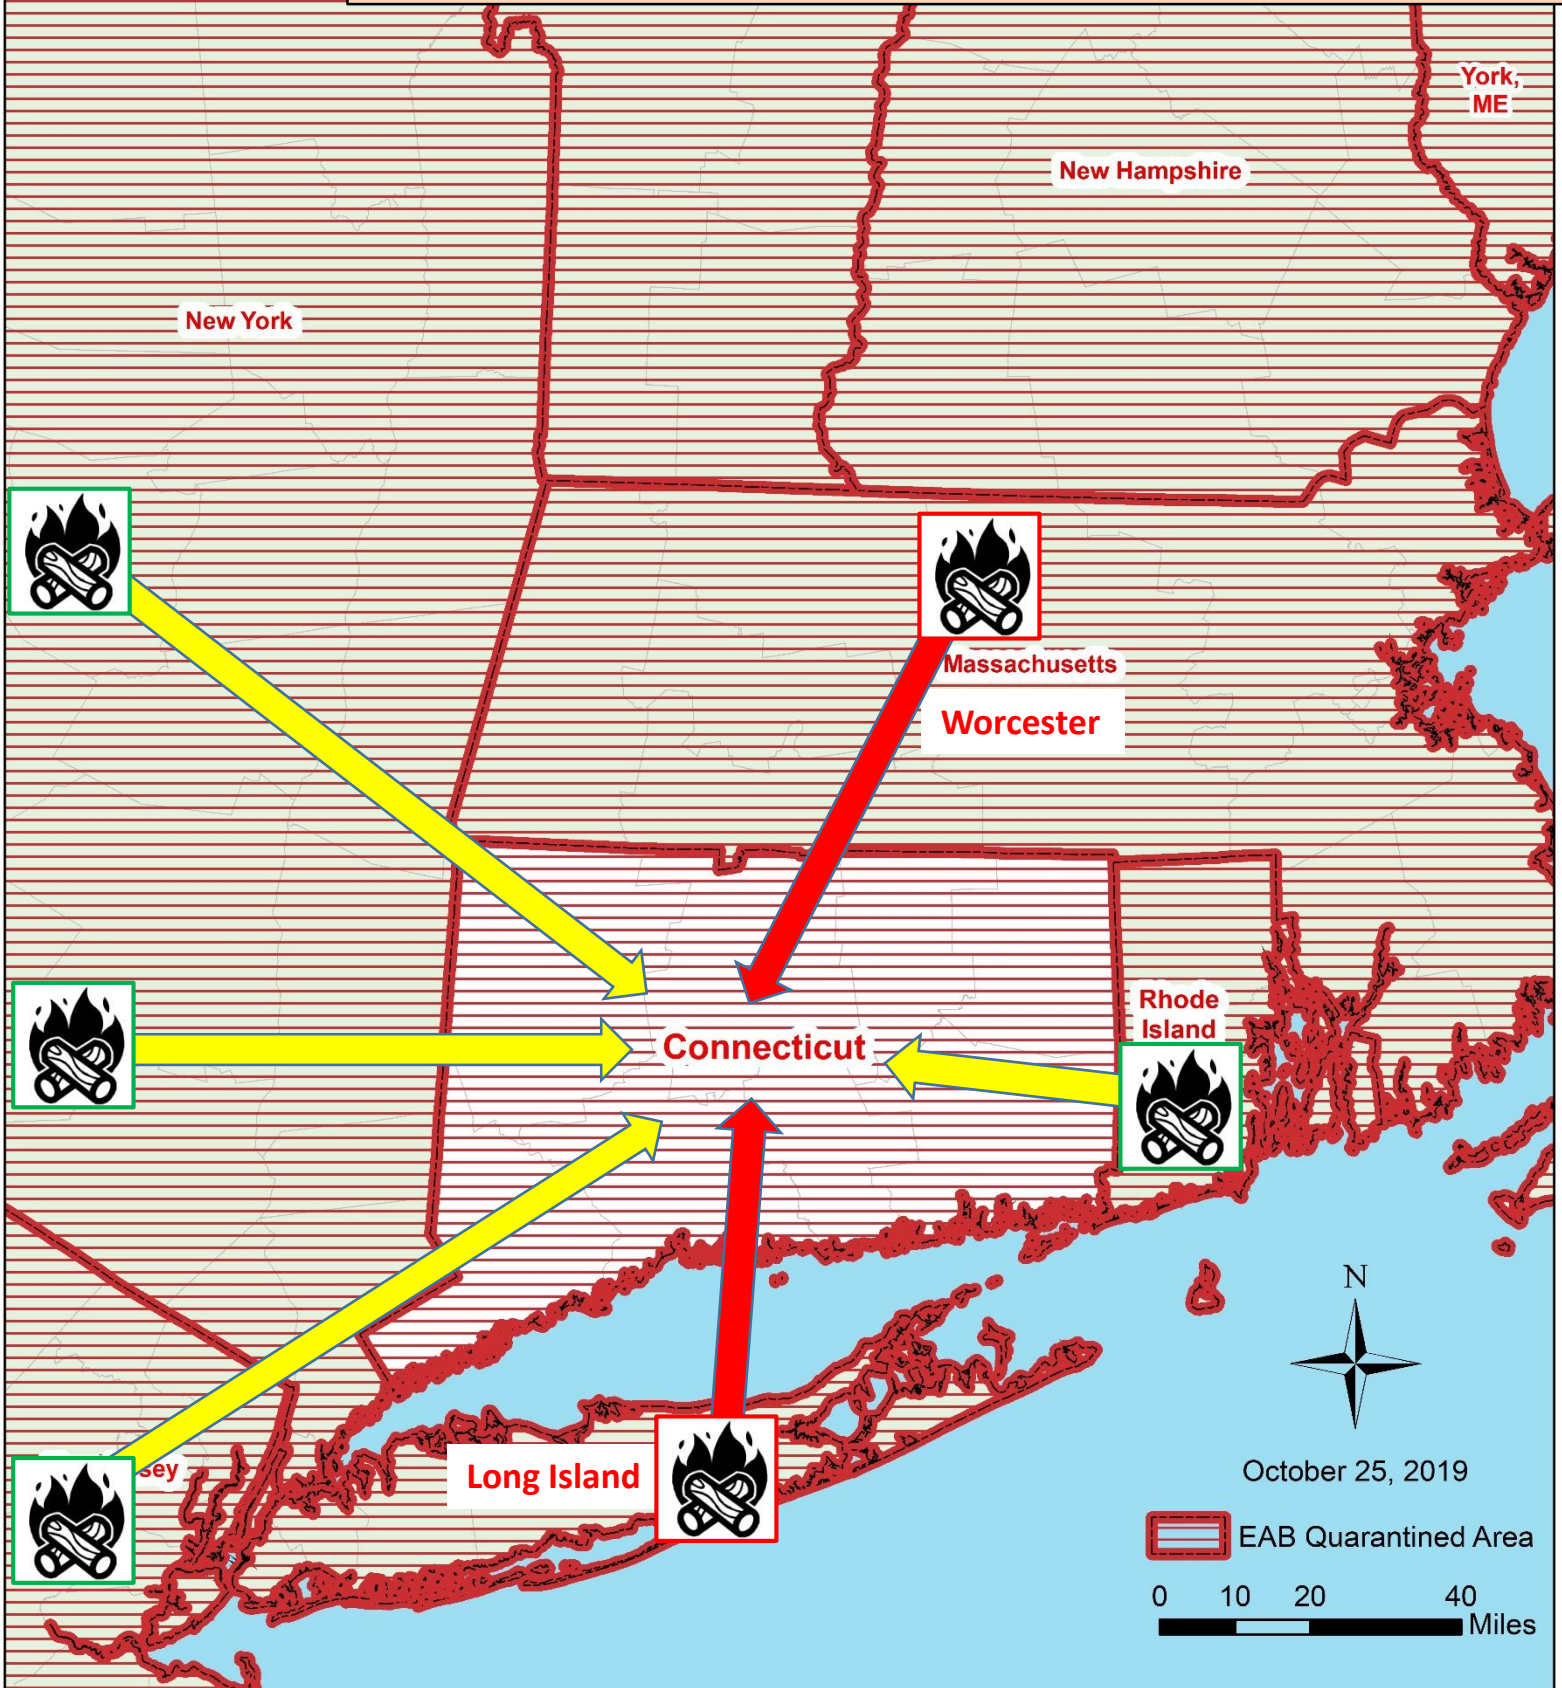 York,
ME
New Hampshire
New York
Massachusetts
Worcester
Rhode
Island
Connecticut
N
Long Island
October 25, 2019
EAB Quarantined Area
0 10 20 40
Miles